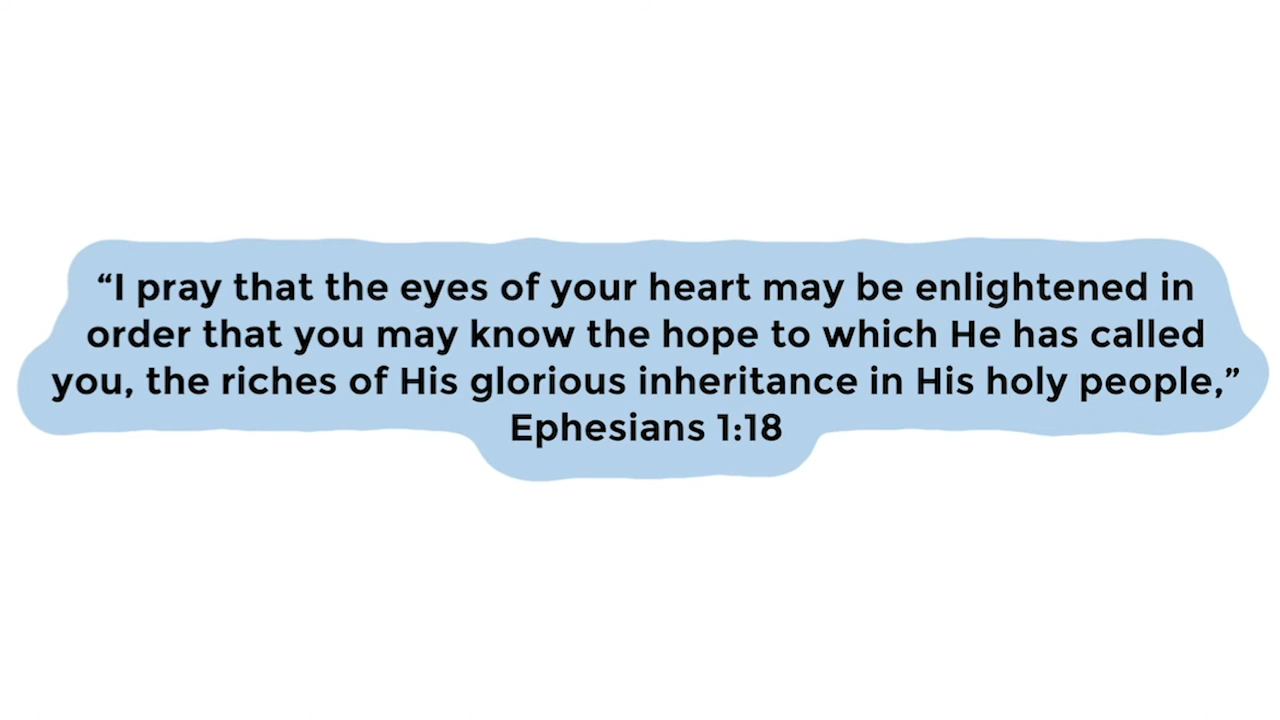 “I pray that the eyes of your heart may be enlightened in
order that you may know the hope to which He has called
you, the riches of His glorious inheritance in His holy people,”
Ephesians 1:18